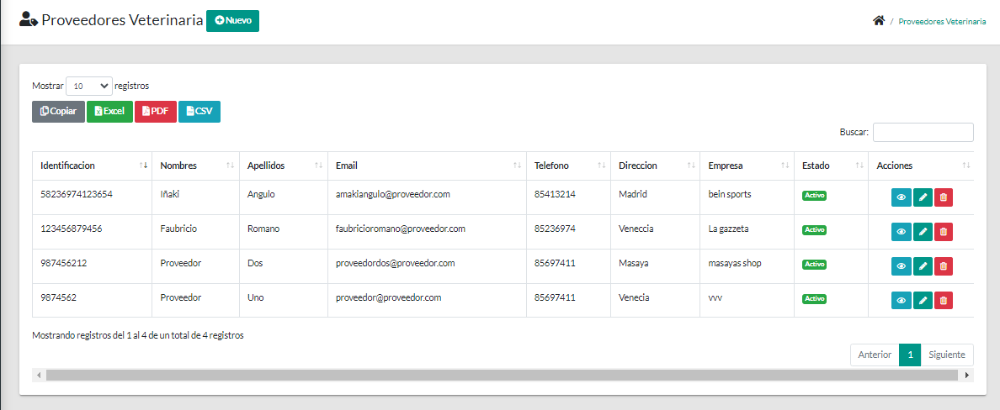 Proveedores Veterinaria Nuevo
/ Proveedores Veterinaria
Mostrar 10 registros
Copiar Excel PDF CSV
Buscar:
Identificacion Nombres Apellidos Email Telefono Direccion Empresa Estado Acciones
58236974123654 Iñaki Angulo amakiangulo@proveedor.com 85413214 Madrid bein sports Activo
123456879456 Faubricio Romano faubricioromano@proveedor.com 85236974 Veneccia La gazzeta Activo
987456212 Proveedor Dos proveedordos@proveedor.com 85697411 Masaya masayas shop Activo
9874562 Proveedor Uno proveedor@proveedor.com 85697411 Venecia vvv Activo
Mostrando registros del 1 al 4 de un total de 4 registros
Anterior 1 Siguiente